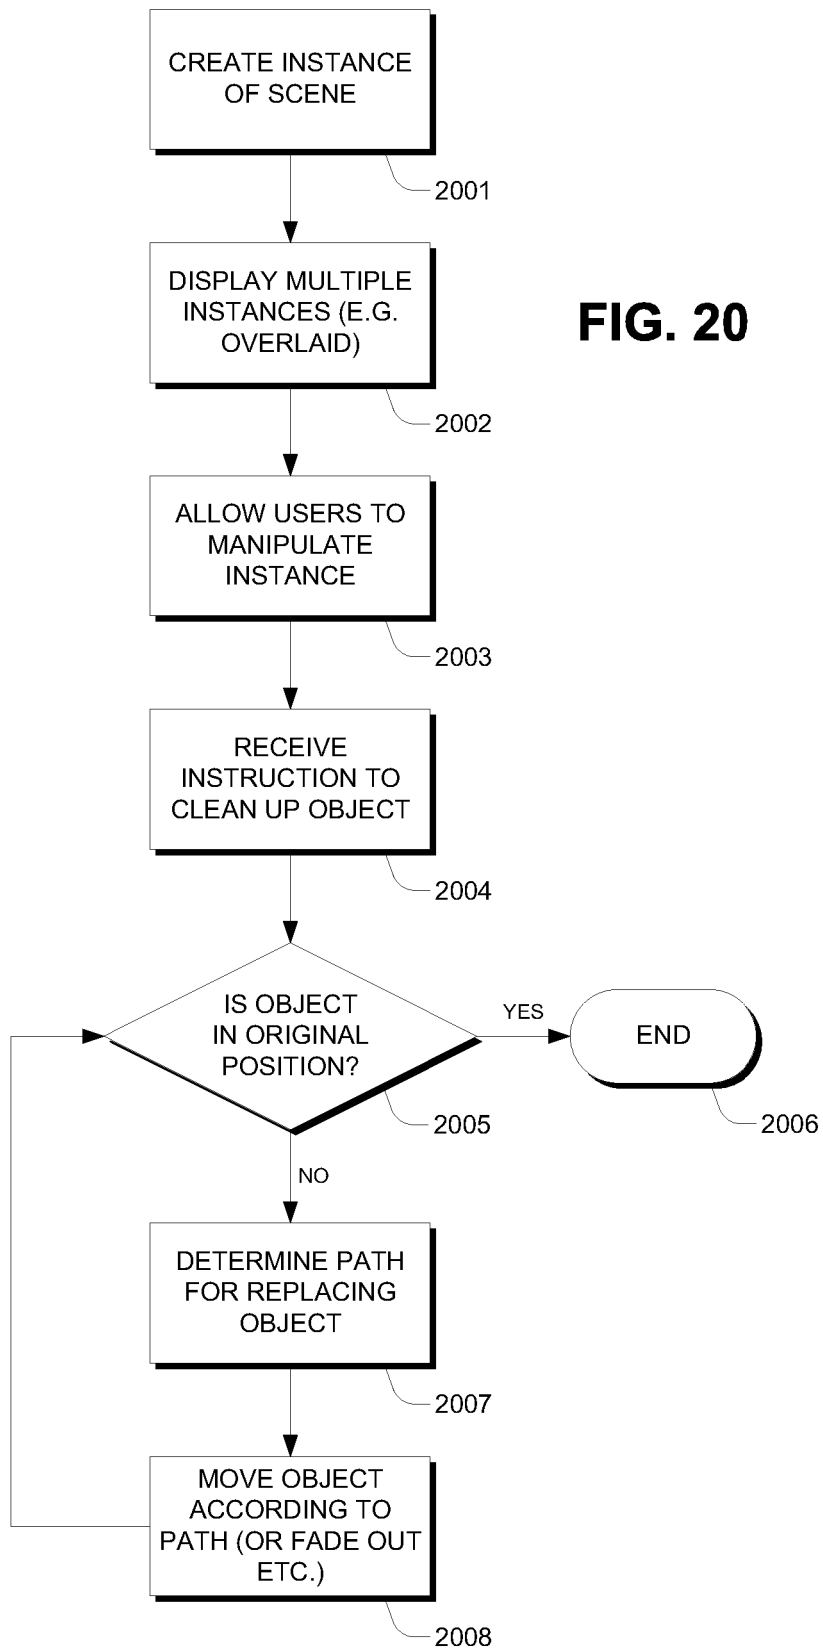 CREATE INSTANCE
OF SCENE
2001
DISPLAY MULTIPLE
INSTANCES (E.G.
OVERLAID)
FIG. 20
2002
ALLOW USERS TO
MANIPULATE
INSTANCE
2003
RECEIVE
INSTRUCTION TO
CLEAN UP OBJECT
2004
IS OBJECT
IN ORIGINAL
POSITION?
YES
END
2005
2006
NO
DETERMINE PATH
FOR REPLACING
OBJECT
2007
MOVE OBJECT
ACCORDING TO
PATH (OR FADE OUT
ETC.)
2008